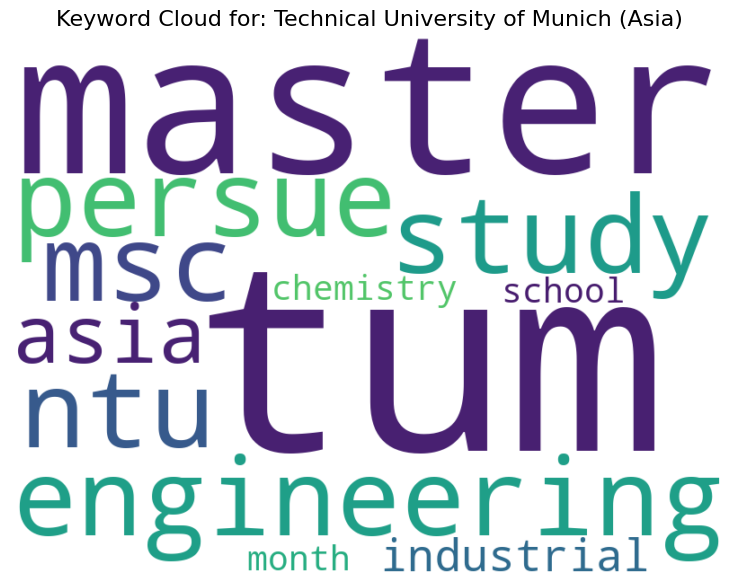 Keyword Cloud for: Technical University of Munich (Asia)
master
persue
study
msc
chemistry
school
asia
tum
ntu
engineering
month
industrial